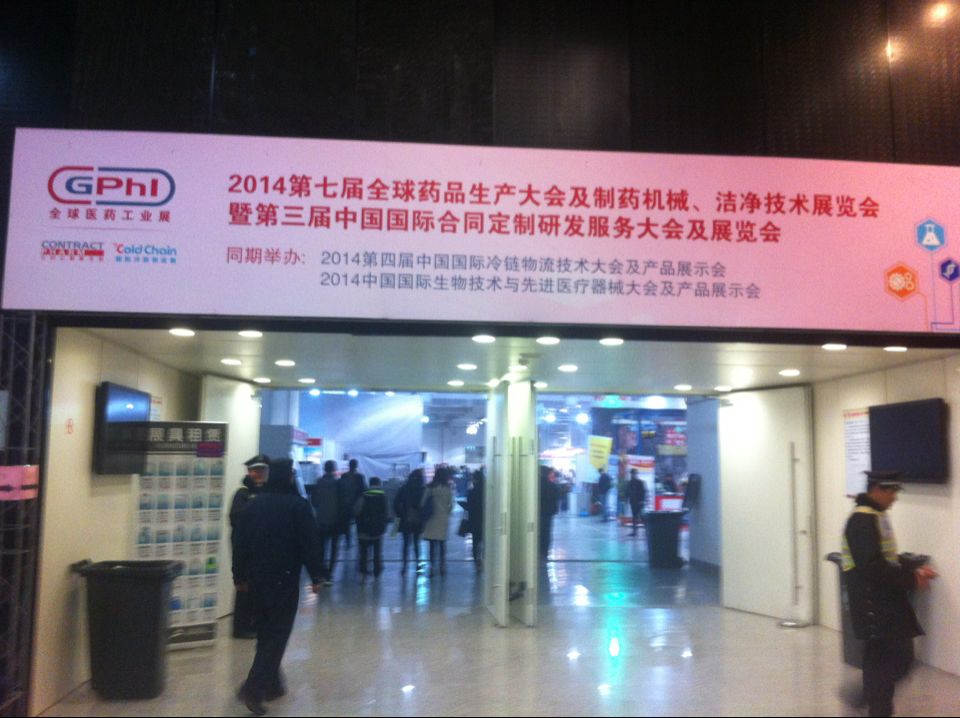 GPhI
全球医药工业展
CONTRACT
PHARM
Cold Chain
2014第七届全球药品生产大会及制药机械、洁净技术展览会
暨第三届中国国际合同定制研发服务大会及展览会
同期举办: 2014第四届中国国际冷链物流技术大会及产品展示会
2014中国国际生物技术与先进医疗器械大会及产品展示会
展具租赁